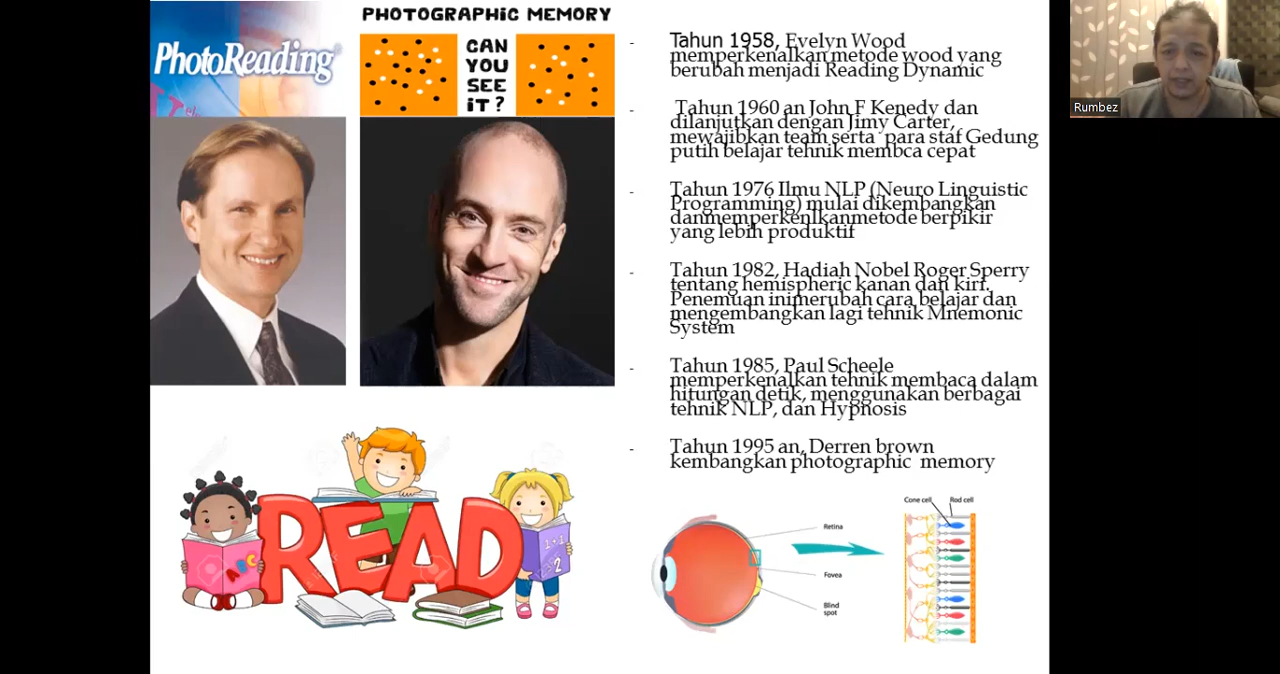 PhotoReading®
PHOTOGRAPHIC MEMORY
CAN
YOU
SEE
IT?
Tahun 1958, Evelyn Wood
memperkenalkan metode wood yang
berubah menjadi Reading Dynamic
Tahun 1960 an John F Kenedy dan
dilanjutkan dengan Jimy Carter,
mewajibkan team serta para staf Gedung
putih belajar tehnik membca cepat
Tahun 1976 Ilmu NLP (Neuro Linguistic
Programming) mulai dikembangkan
danmemperkenlkanmetode berpikir
yang lebih produktif
Tahun 1982, Hadiah Nobel Roger Sperry
tentang hemispheric kanan dan kiri.
Penemuan inimerubah cara belajar dan
mengembangkan lagi tehnik Mnemonic
System
Tahun 1985, Paul Scheele
memperkenalkan tehnik membaca dalam
hitungan detik, menggunakan berbagai
tehnik NLP, dan Hypnosis
Tahun 1995 an, Derren brown
kembangkan photographic memory
READ
ABC
1+1
2
Cone cell
Rod cell
Retina
Fovea
Blind
spot
Rumbez